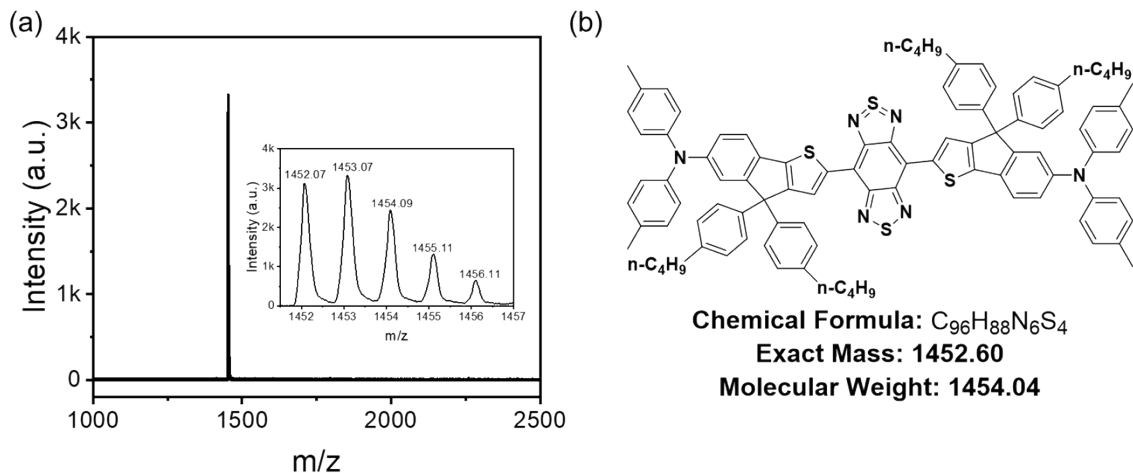 (a)
4k
3k
2k
1k
0
Intensity (a.u.)
1000
1500
2000
2500
m/z
4k
3k
2k
1k
0
Intensity (a.u.)
1452.07
1453.07
1454.09
1455.11
1456.11
1452
1453
1454
1455
1456
1457
m/z
(b)
n-C4H9
n-C4H9
S
N
N
S
N
N
S
N
N
N
S
n-C4H9
n-C4H9
Chemical Formula: C96H88N6S4
Exact Mass: 1452.60
Molecular Weight: 1454.04